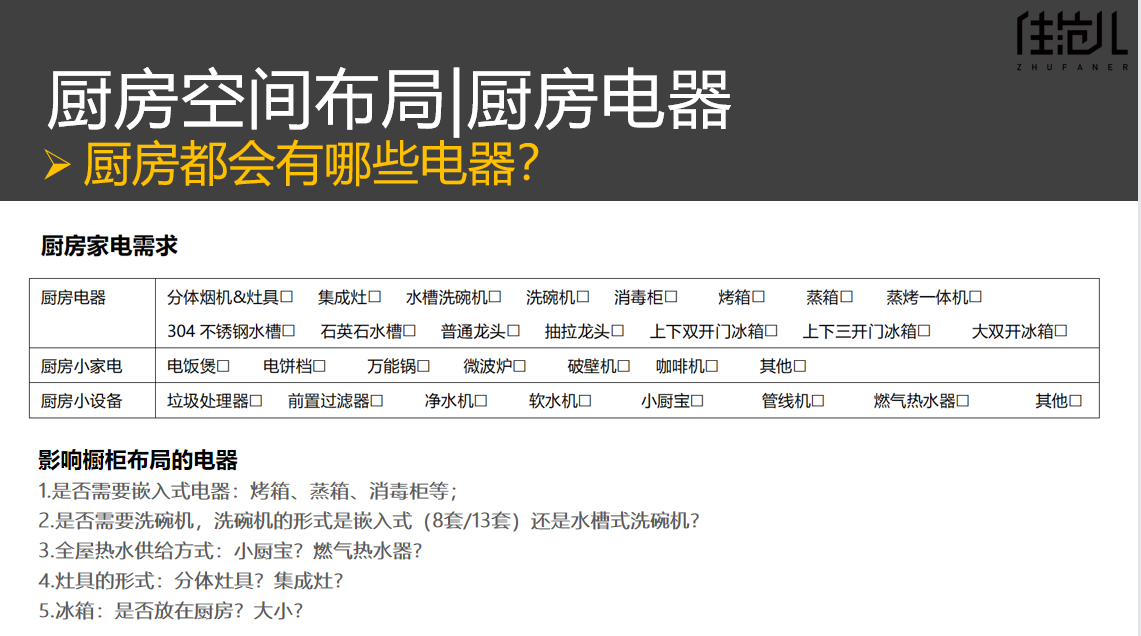 住范儿
ZHUFANER
厨房空间布局|厨房电器
➢ 厨房都会有哪些电器?
厨房家电需求
厨房电器 分体烟机&灶具□ 集成灶□ 水槽洗碗机□ 洗碗机□ 消毒柜□ 烤箱□ 蒸箱□ 蒸烤一体机□
304 不锈钢水槽□ 石英石水槽□ 普通龙头□ 抽拉龙头□ 上下双开门冰箱□ 上下三开门冰箱□ 大双开冰箱□
厨房小家电 电饭煲□ 电饼档□ 万能锅□ 微波炉□ 破壁机□ 咖啡机□ 其他□
厨房小设备 垃圾处理器□ 前置过滤器□ 净水机□ 软水机□ 小厨宝□ 管线机□ 燃气热水器□ 其他□
影响橱柜布局的电器
1.是否需要嵌入式电器：烤箱、蒸箱、消毒柜等；
2.是否需要洗碗机，洗碗机的形式是嵌入式（8套/13套）还是水槽式洗碗机？
3.全屋热水供给方式：小厨宝？燃气热水器？
4.灶具的形式：分体灶具？集成灶？
5.冰箱：是否放在厨房？大小？